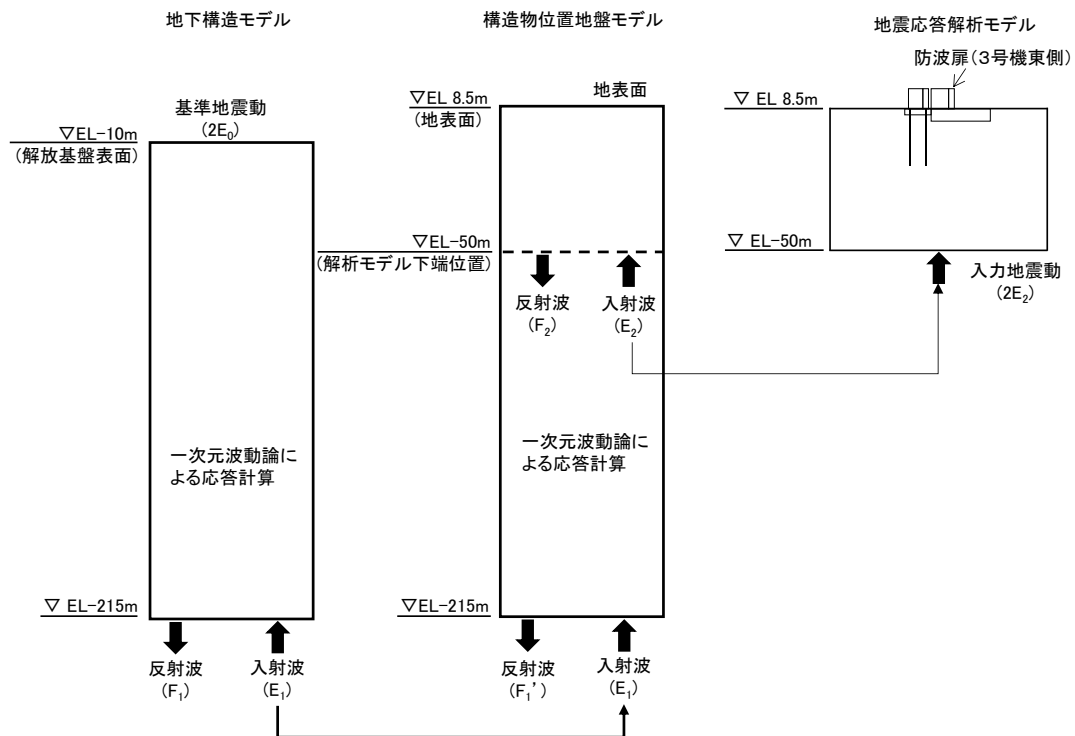 地下構造モデル
基準地震動
(2E₀)
▽EL-10m
(解放基盤表面)
一次元波動論に
よる応答計算
▽ EL-215m
反射波
(F₁)
入射波
(E₁)
構造物位置地盤モデル
▽EL 8.5m
(地表面)
地表面
▽EL-50m
(解析モデル下端位置)
反射波
(F₂)
入射波
(E₂)
一次元波動論に
よる応答計算
▽EL-215m
反射波
(F₁')
入射波
(E₁)
地震応答解析モデル
防波扉(3号機東側)
▽ EL 8.5m
▽ EL-50m
入力地震動
(2E₂)